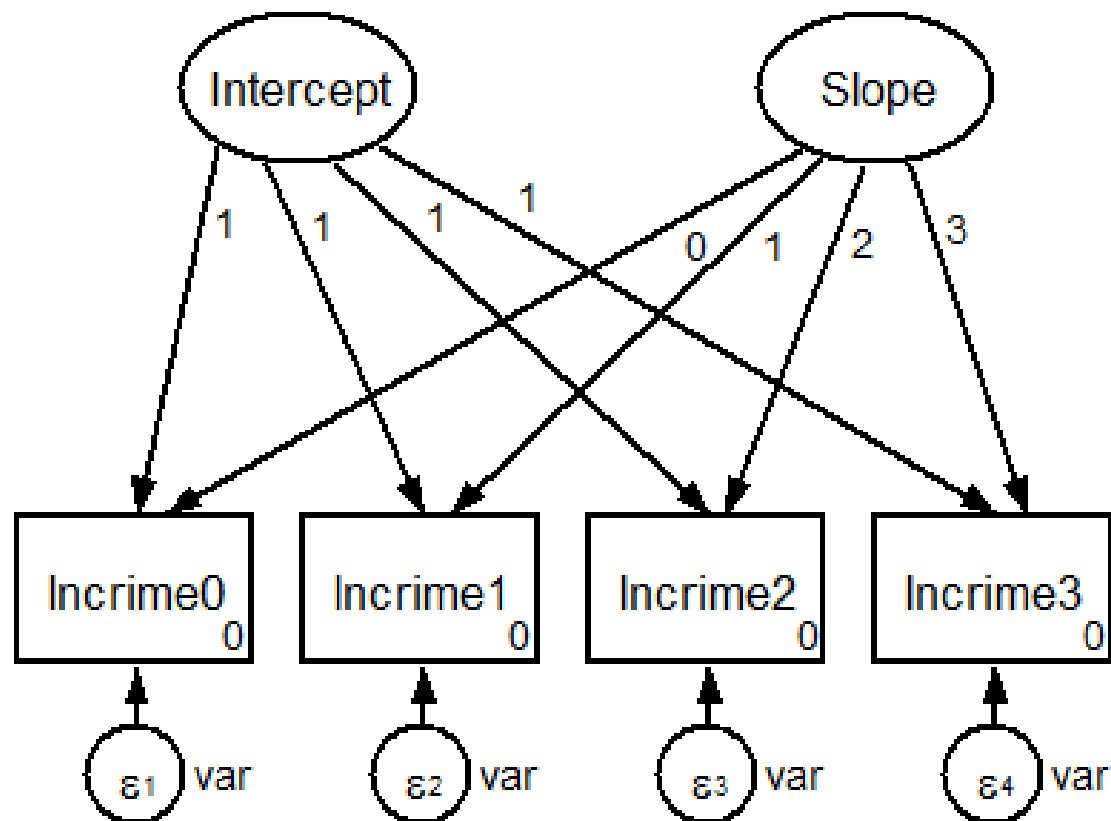 Intercept Slope
1 1 1 1 0 1 2 3
lncrime0 lncrime1 lncrime2 lncrime3
0 0 0 0
ε1 var ε2 var ε3 var ε4 var